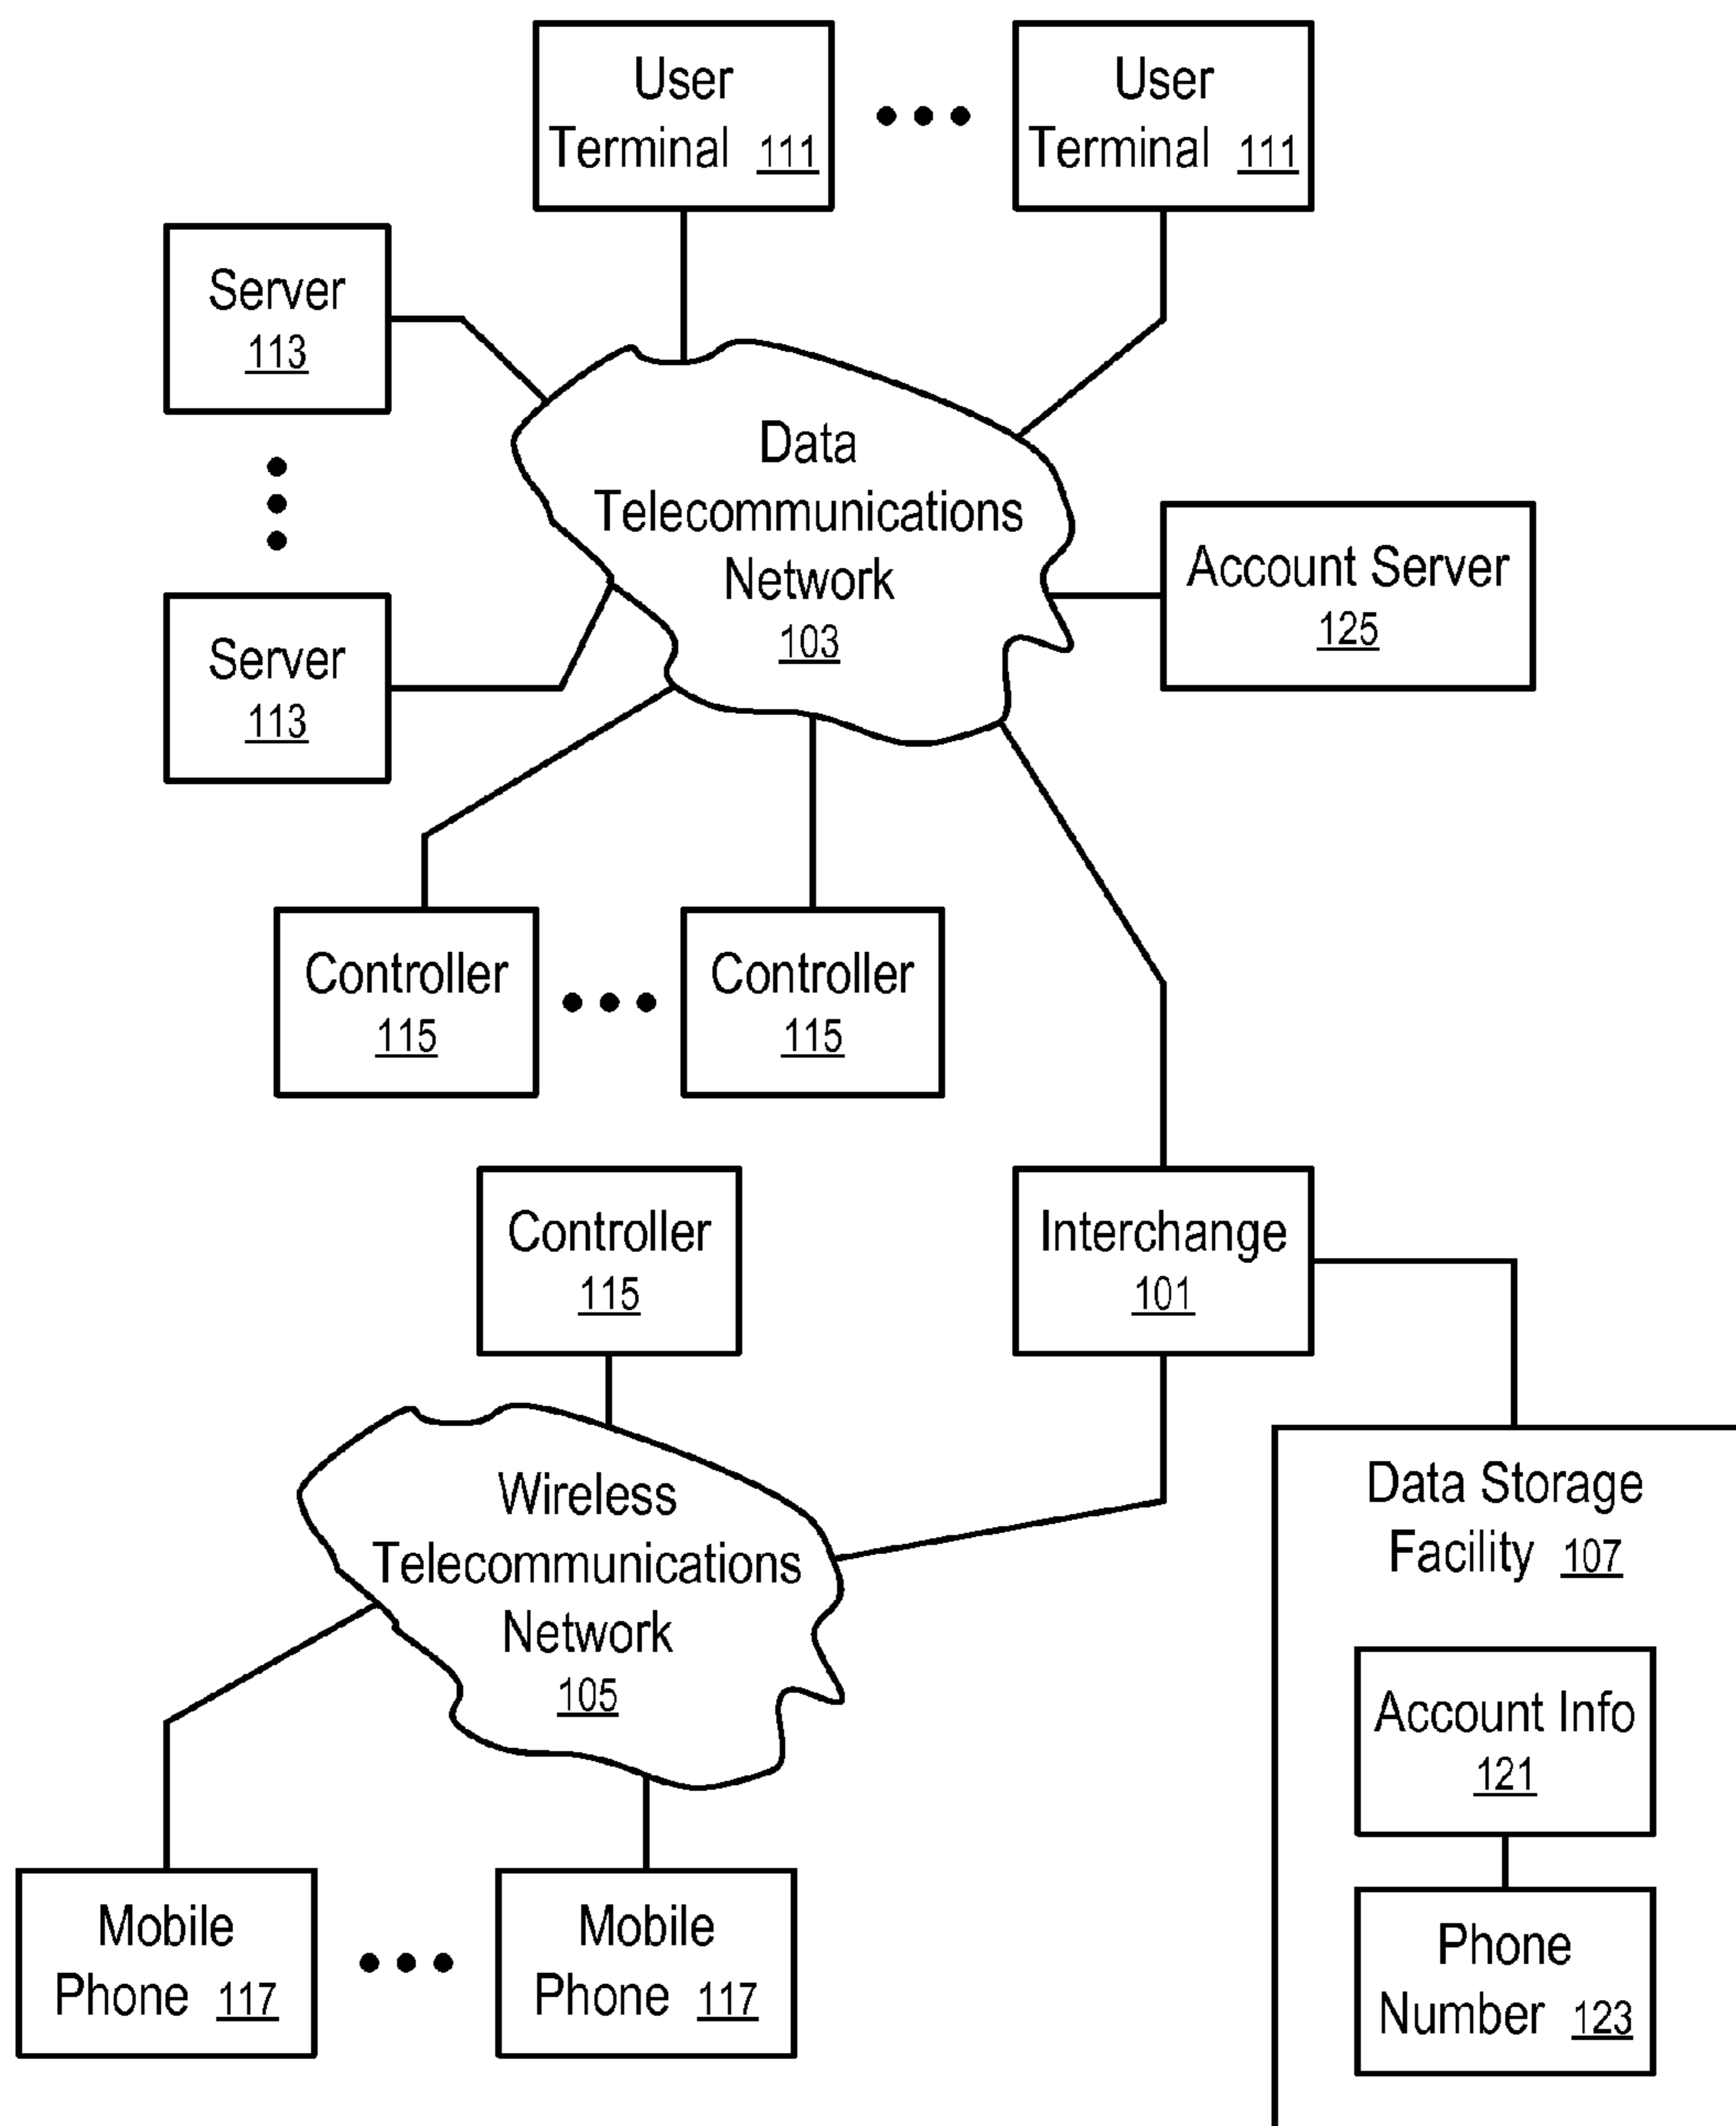 User
Terminal 111
User
Terminal 111
Server
113
Data
Telecommunications
Network
103
Account Server
125
Server
113
Controller
115
Controller
115
Controller
115
Interchange
101
Wireless
Telecommunications
Network
105
Data Storage
Facility 107
Account Info
121
Mobile
Phone 117
Mobile
Phone 117
Phone
Number 123